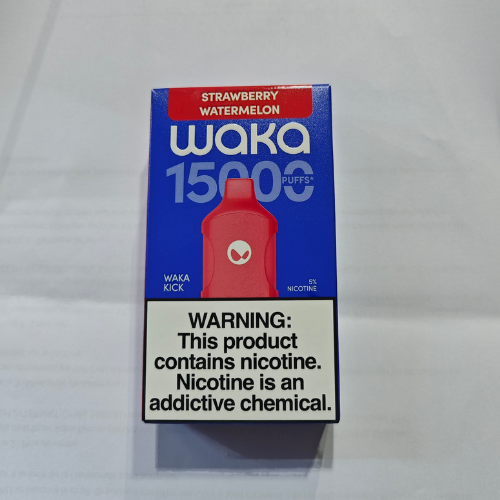 STRAWBERRY
WATERMELON
waka
15000
PUFFS*
WAKA
KICK
5%
NICOTINE
WARNING:
This product
contains nicotine.
Nicotine is an
addictive chemical.